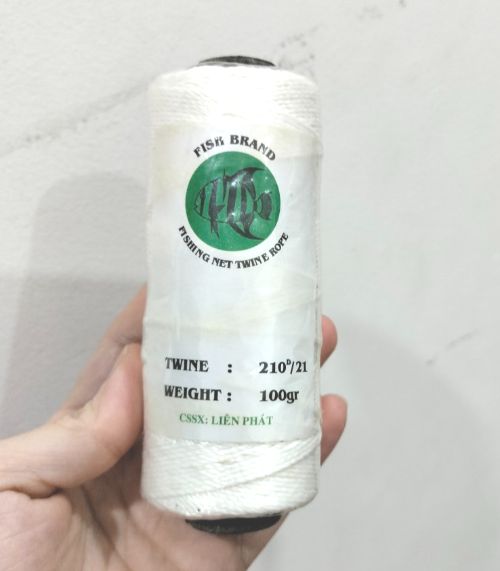 FISH BRAND
FISHING NET TWINE ROPE
TWINE : 210ᴰ/21
WEIGHT : 100gr
CSSX: LIÊN PHÁT